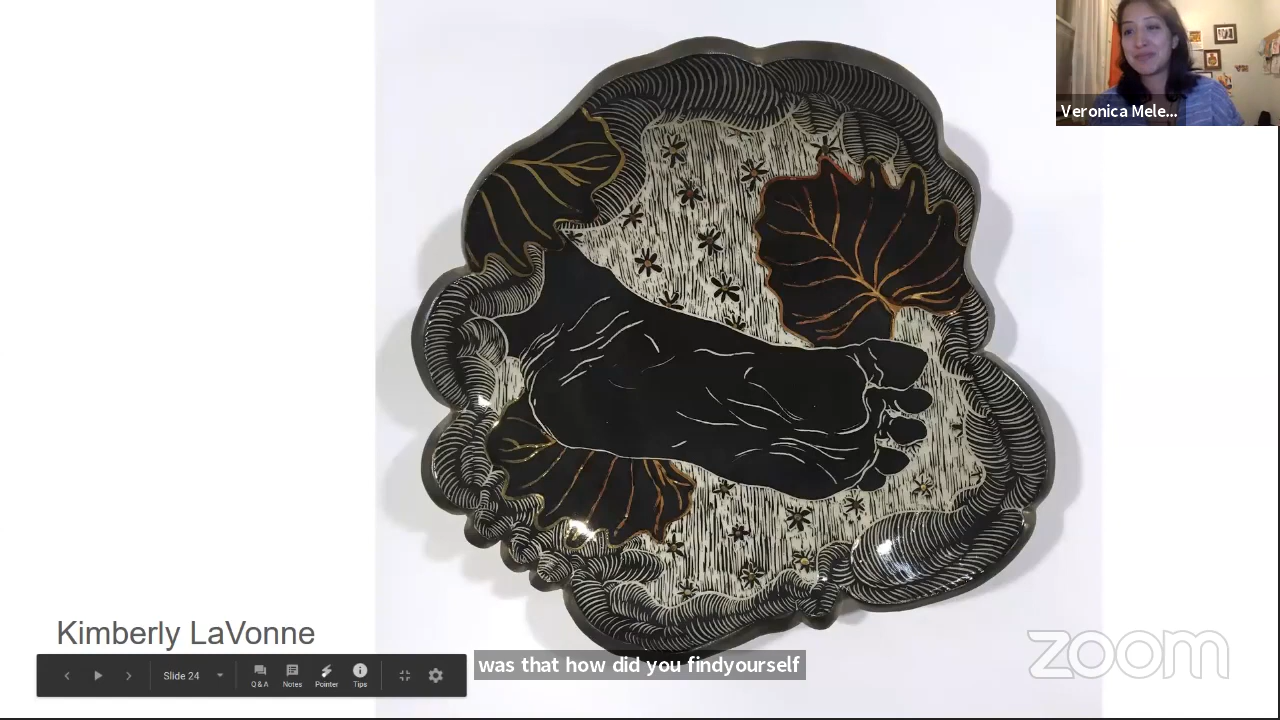 Veronica Mele...
Kimberly LaVonne
Slide 24
Q & A
Notes
Pointer
Tips
was that how did you findyourself
zoom